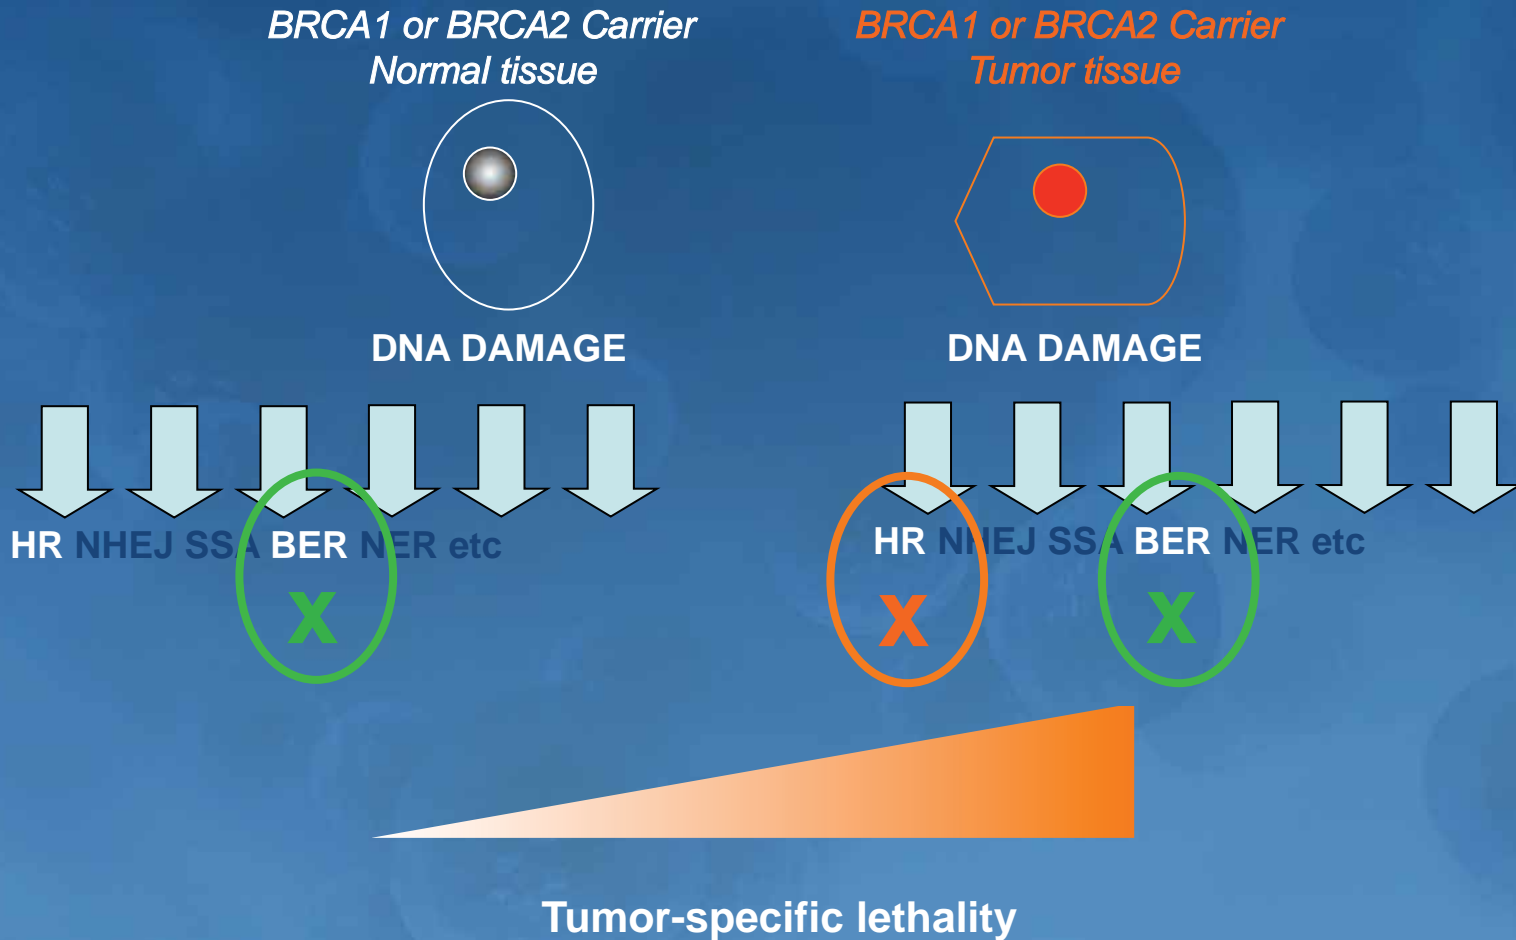 BRCA1 or BRCA2 Carrier
Normal tissue
BRCA1 or BRCA2 Carrier
Tumor tissue
DNA DAMAGE
DNA DAMAGE
HR NHEJ SSA BER NER etc
X
HR NHEJ SSA BER NER etc
X X
Tumor-specific lethality